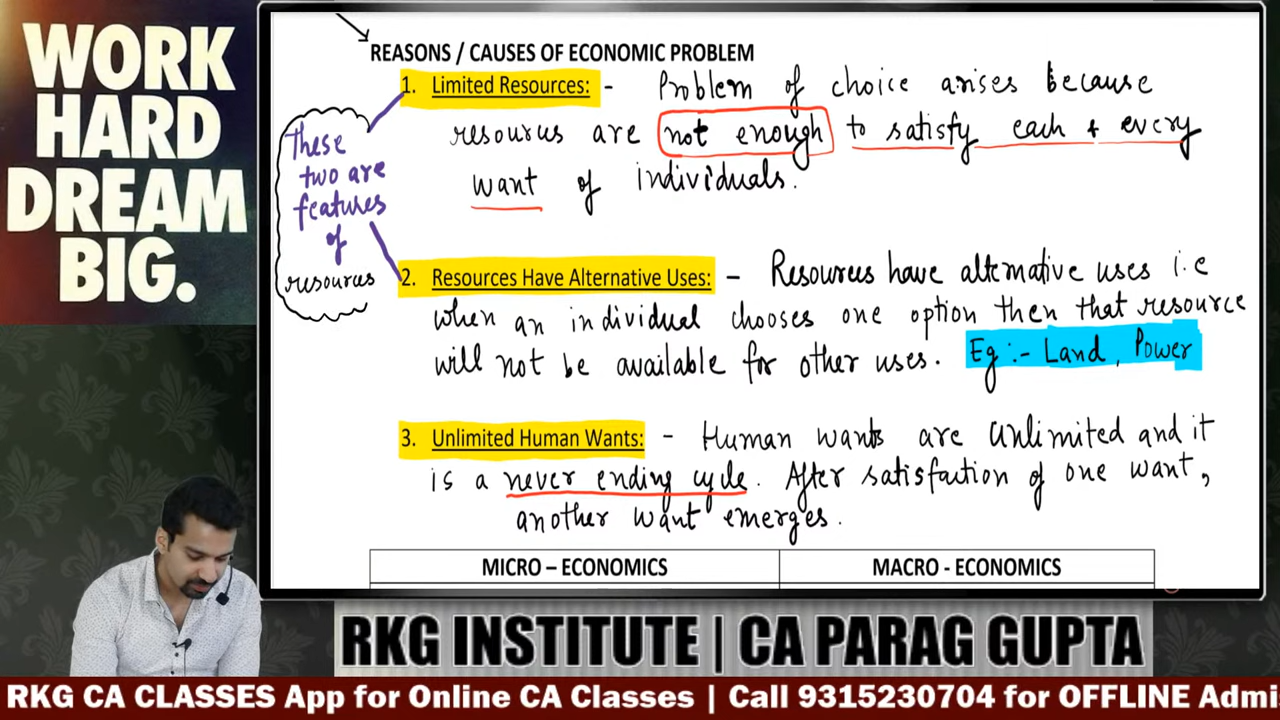 WORK
HARD
DREAM
BIG.
REASONS / CAUSES OF ECONOMIC PROBLEM
1. Limited Resources: - Problem of choice arises because
resources are not enough to satisfy each & every
want of individuals.
These
two are
features
of
resources
2. Resources Have Alternative Uses: - Resources have alternative uses i.e
when an individual chooses one option then that resource
will not be available for other uses. Eg :- Land, Power
3. Unlimited Human Wants: - Human wants are Unlimited and it
is a never ending cycle. After satisfaction of one want,
another want emerges.
MICRO – ECONOMICS MACRO - ECONOMICS
RKG INSTITUTE | CA PARAG GUPTA
RKG CA CLASSES App for Online CA Classes | Call 9315230704 for OFFLINE Admi